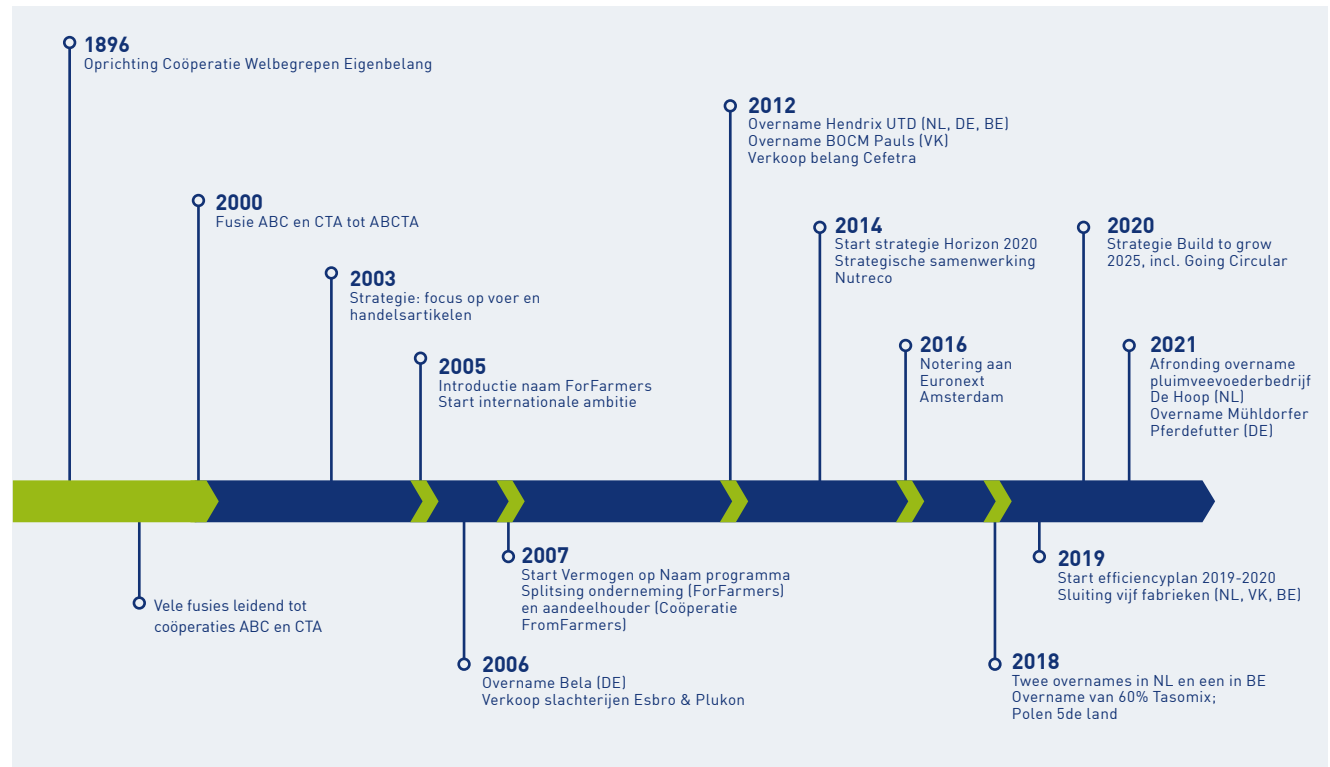 1896
Oprichting Coöperatie Welbegrepen Eigenbelang
2000
Fusie ABC en CTA tot ABCTA
2003
Strategie: focus op voer en
handelsartikelen
2005
Introductie naam ForFarmers
Start internationale ambitie
2012
Overname Hendrix UTD (NL, DE, BE)
Overname BOCM Pauls (VK)
Verkoop belang Cefetra
2014
Start strategie Horizon 2020
Strategische samenwerking
Nutreco
2016
Notering aan
Euronext
Amsterdam
2020
Strategie Build to grow
2025, incl. Going Circular
2021
Afronding overname
pluimveevoederbedrijf
De Hoop (NL)
Overname Mühldorfer
Pferdefutter (DE)
Vele fusies leidend tot
coöperaties ABC en CTA
2006
Overname Bela (DE)
Verkoop slachterijen Esbro & Plukon
2007
Start Vermogen op Naam programma
Splitsing onderneming (ForFarmers)
en aandeelhouder (Coöperatie
FromFarmers)
2018
Twee overnames in NL en een in BE
Overname van 60% Tasomix;
Polen 5de land
2019
Start efficiencyplan 2019-2020
Sluiting vijf fabrieken (NL, VK, BE)